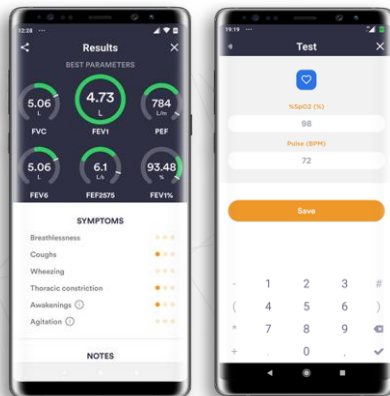 12:28
Results
BEST PARAMETERS
5.06
L
FVC
4.73
L
FEV1
784
L/m
PEF
5.06
L
FEV6
6.1
L/s
FEF2575
93.48
%
FEV1%
SYMPTOMS
Breathlessness
Coughs
Wheezing
Thoracic constriction
Awakenings
Agitation
NOTES
19:19
Test
%SpO2 (%)
98
Pulse (BPM)
72
Save
- 1 2 3 #
( 4 5 6 )
* 7 8 9
+ . 0 ,